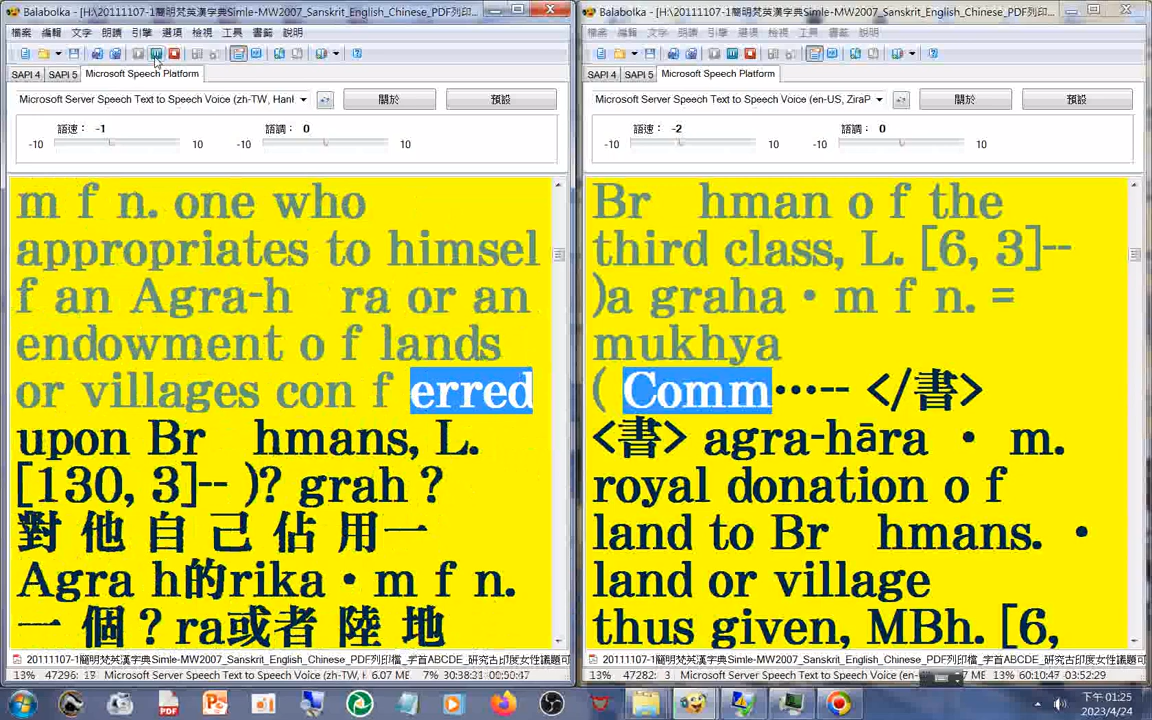 Balabolka - [H:\20111107-1簡明梵英漢字典Simle-MW2007_Sanskrit_English_Chinese_PDF列印...
檔案 編輯 文字 朗讀 引擎 選項 檢視 工具 書籤 說明
SAPI 4 SAPI 5 Microsoft Speech Platform
Microsoft Server Speech Text to Speech Voice (zh-TW, Han
關於 預設
語速： -1 語調： 0
-10 10 -10 10
m f n. one who
appropriates to himsel
f an Agra-h ra or an
endowment o f lands
or villages con f erred
upon Br hmans, L.
[130, 3]-- )? grah ?
對 他 自 己 佔 用一
Agra h的rika • m f n.
一 個 ? ra或者 陸 地
20111107-1簡明梵英漢字典Simle-MW2007_Sanskrit_English_Chinese_PDF列印檔_字首ABCDE_研究古印度女性議題可
13% 47296: 13 Microsoft Server Speech Text to Speech Voice (zh-TW, H 6.07 ME 7% 30:38:31 00:50:47
Balabolka - [H:\20111107-1簡明梵英漢字典Simle-MW2007_Sanskrit_English_Chinese_PDF列印...
檔案 編輯 文字 朗讀 引擎 選項 檢視 工具 書籤 說明
SAPI 4 SAPI 5 Microsoft Speech Platform
Microsoft Server Speech Text to Speech Voice (en-US, ZiraP
關於 預設
語速： -2 語調： 0
-10 10 -10 10
Br hman o f the
third class, L. [6, 3]--
)a graha • m f n. =
mukhya
( Comm…-- </書>
<書> agra-hāra • m.
royal donation o f
land to Br hmans. •
land or village
thus given, MBh. [6,
20111107-1簡明梵英漢字典Simle-MW2007_Sanskrit_English_Chinese_PDF列印檔_字首ABCDE_研究古印度女性議題可
13% 47282: 3 Microsoft Server Speech Text to Speech Voice (en-U ME 13% 60:10:47 03:52:29
下午 01:25
2023/4/24